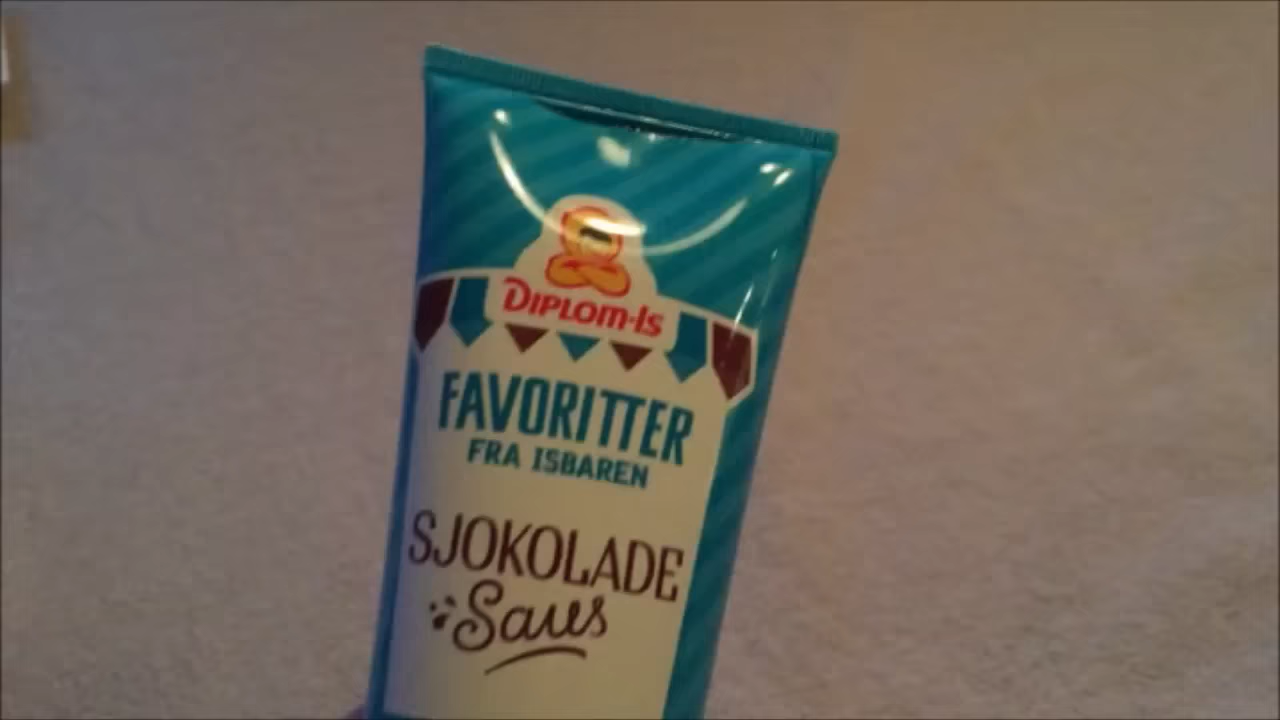 DIPLOM-IS
FAVORITTER
FRA ISBAREN
SJOKOLADE
Saus